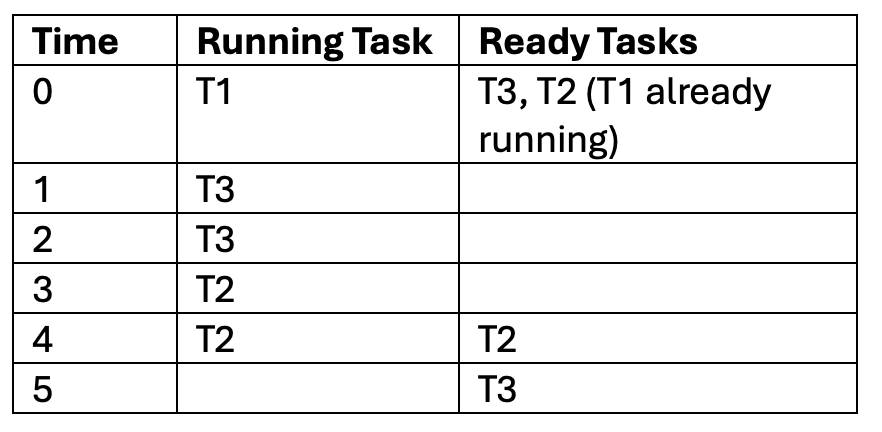 Time Running Task Ready Tasks
0 T1 T3, T2 (T1 already
running)
1 T3
2 T3
3 T2
4 T2 T2
5 T3